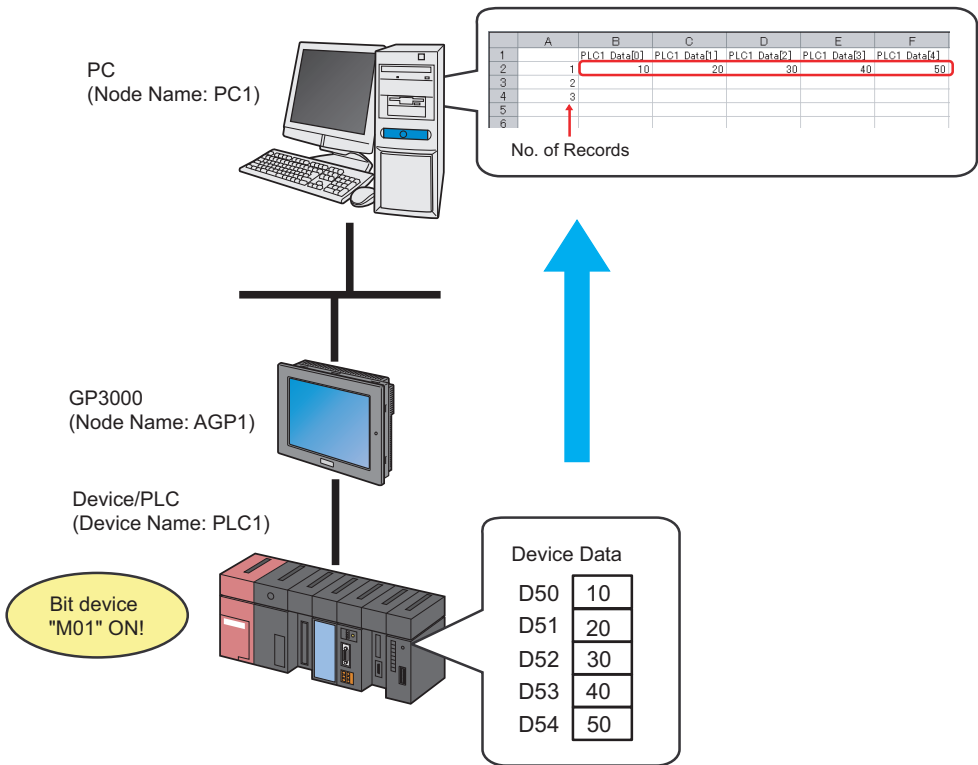 PC
(Node Name: PC1)
A B C D E F
1 PLC1 Data[0] PLC1 Data[1] PLC1 Data[2] PLC1 Data[3] PLC1 Data[4]
2 1 10 20 30 40 50
3 2
4 3
5
6
No. of Records
GP3000
(Node Name: AGP1)
Device/PLC
(Device Name: PLC1)
Bit device
"M01" ON!
Device Data
D50 10
D51 20
D52 30
D53 40
D54 50